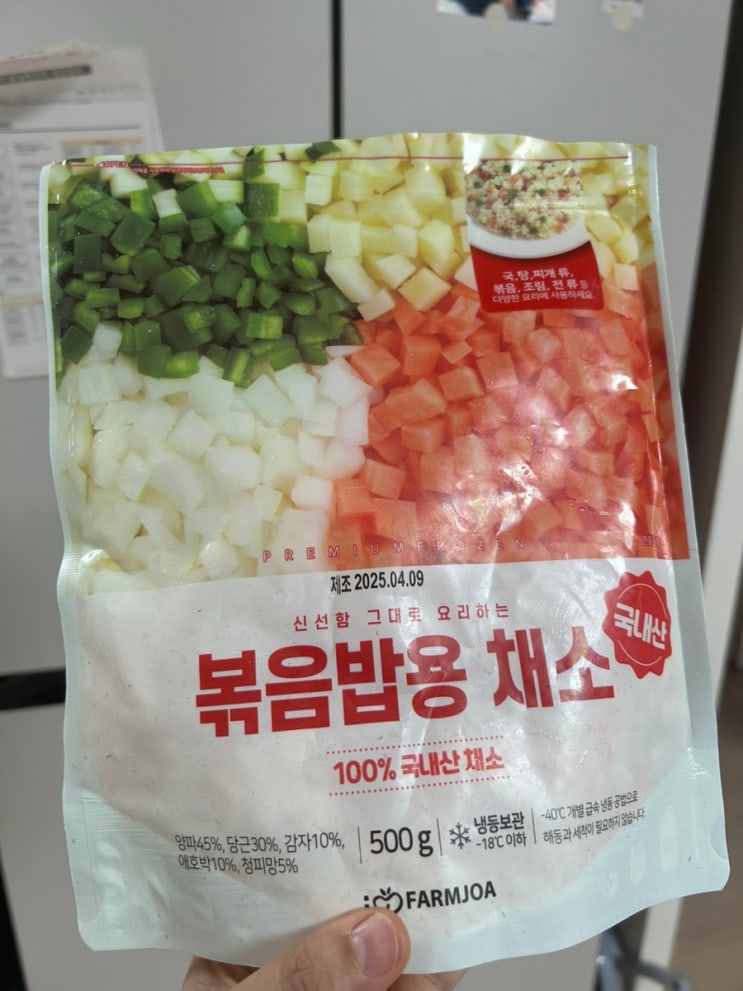 OPEN
국, 탕, 찌개 류,
볶음, 조림, 전 류 등
다양한 요리에 사용하세요
PREMIUM FROZEN
제조 2025.04.09
신선함 그대로 요리하는
국내산
볶음밥용 채소
100% 국내산 채소
양파45%, 당근30%, 감자10%,
애호박10%, 청피망5%
500 g
냉동보관
-18℃ 이하
-40℃ 개별 급속 냉동 공법으로
해동과 세척이 필요하지 않습니다.
FARMJOA